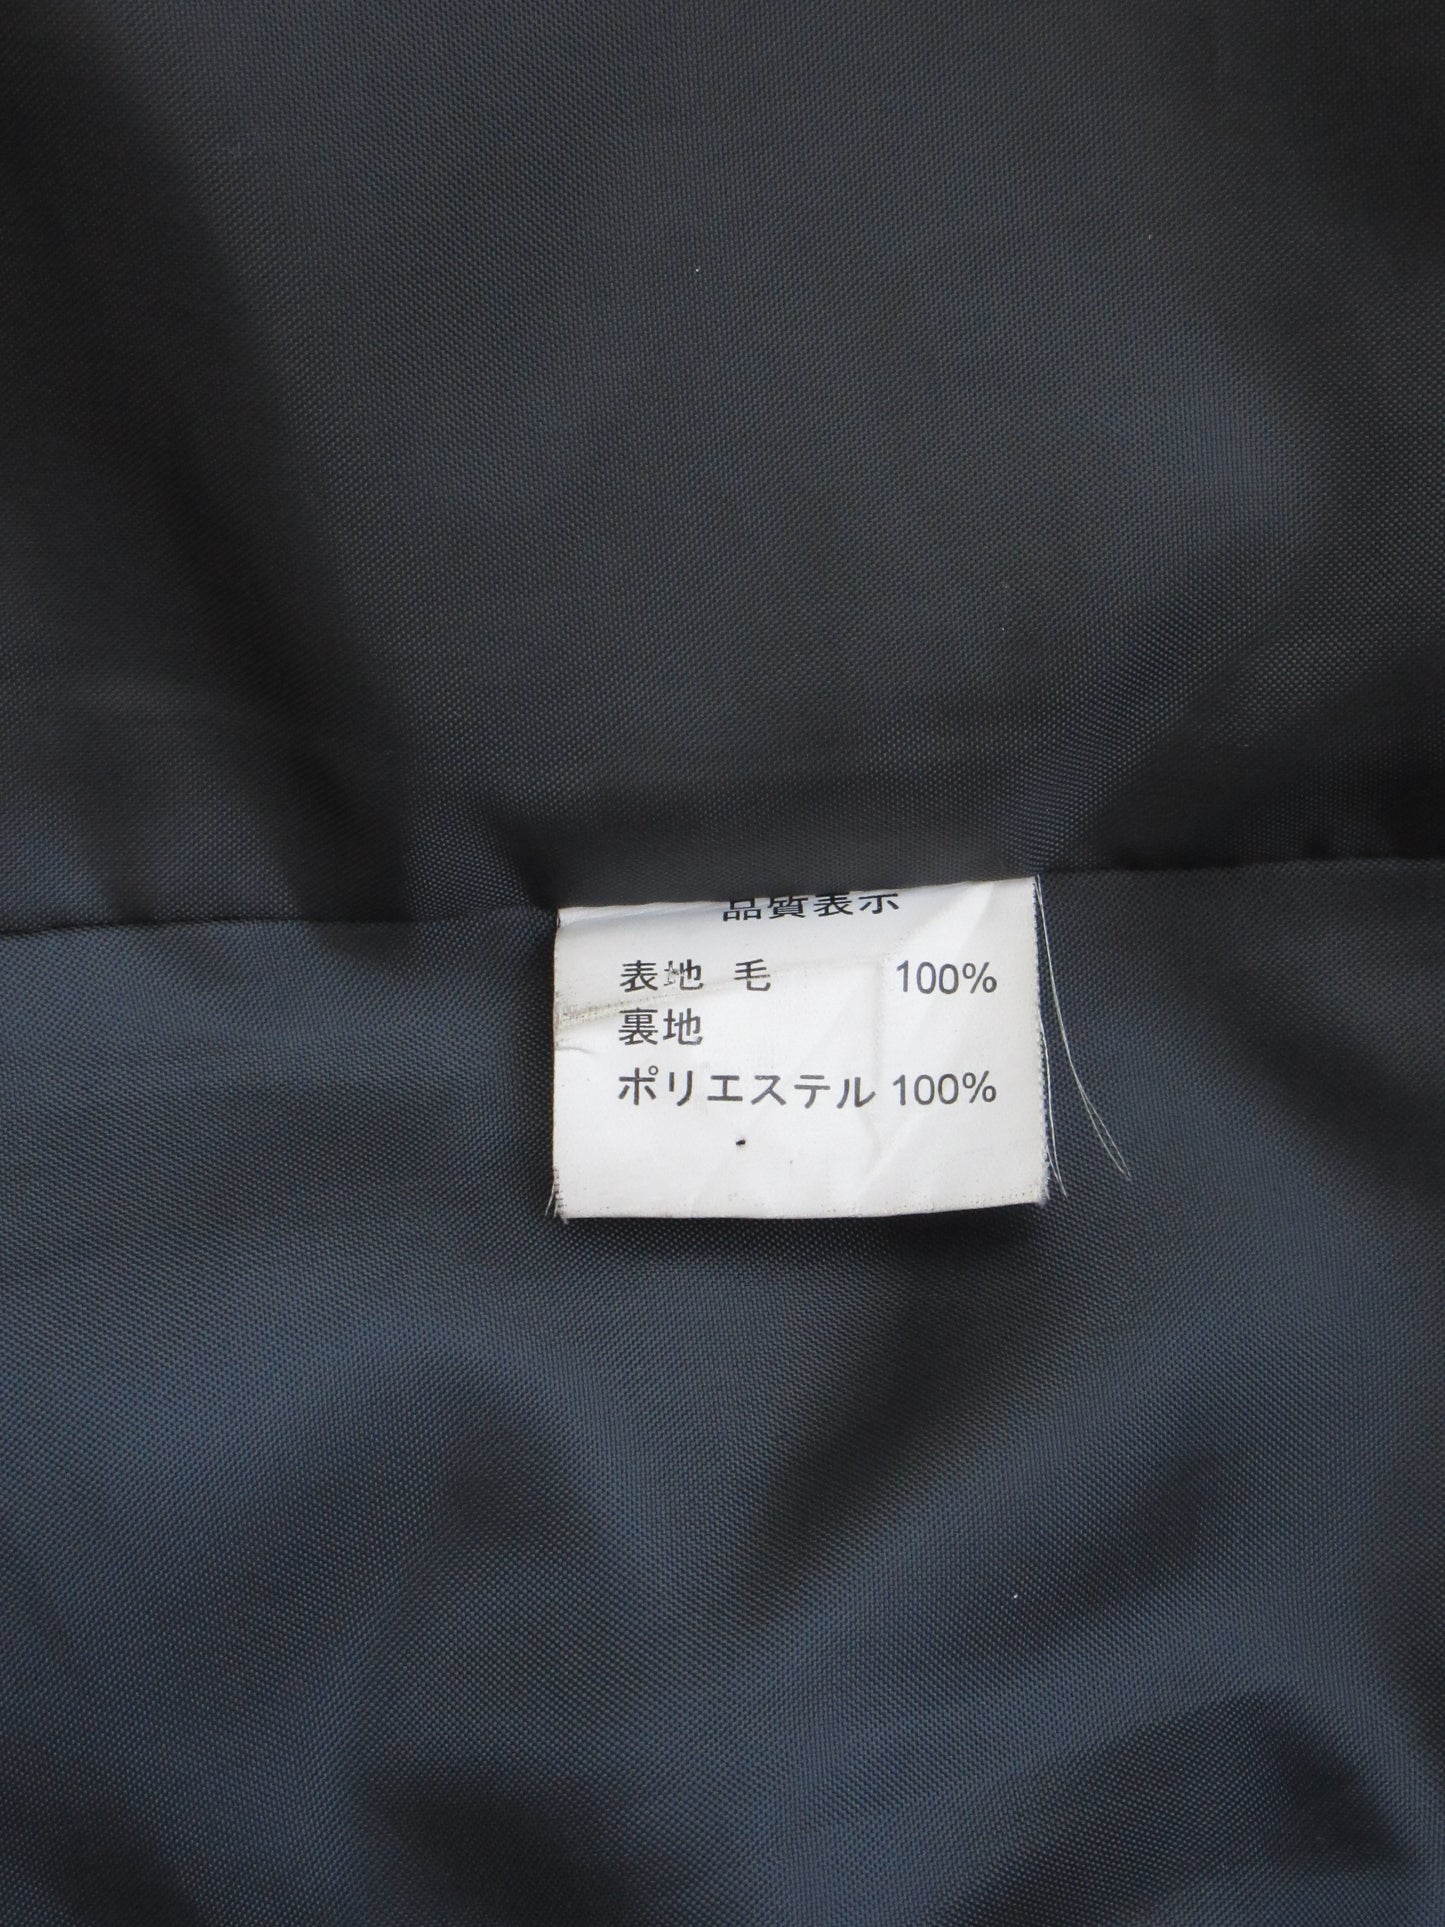 品質表示
表地 毛 100%
裏地
ポリエステル 100%